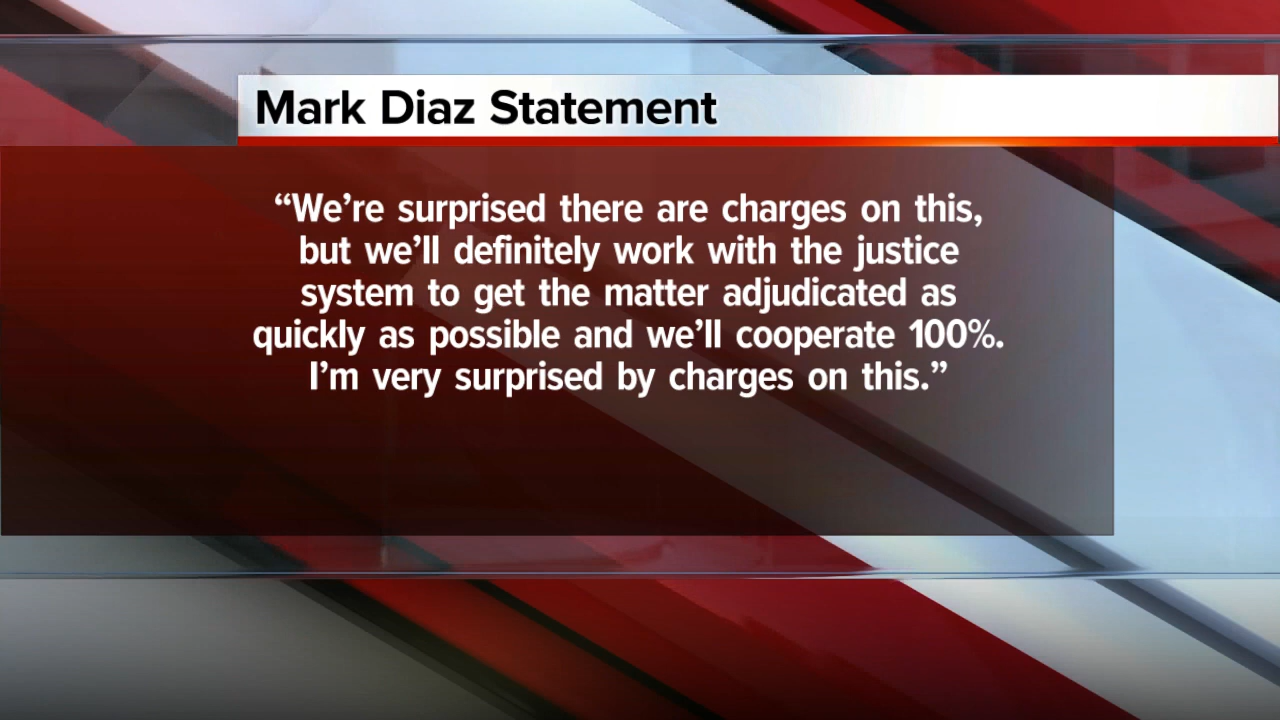 Mark Diaz Statement
“We’re surprised there are charges on this,
but we’ll definitely work with the justice
system to get the matter adjudicated as
quickly as possible and we’ll cooperate 100%.
I’m very surprised by charges on this.”